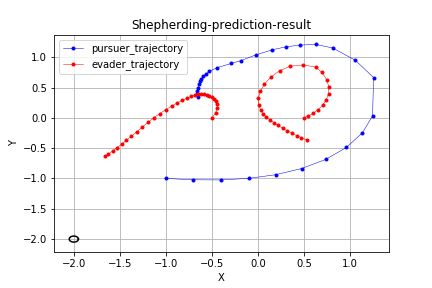 Shepherding-prediction-result
pursuer_trajectory
evader_trajectory
1.0
0.5
0.0
−0.5
−1.0
−1.5
−2.0
Y
−2.0 −1.5 −1.0 −0.5 0.0 0.5 1.0
X